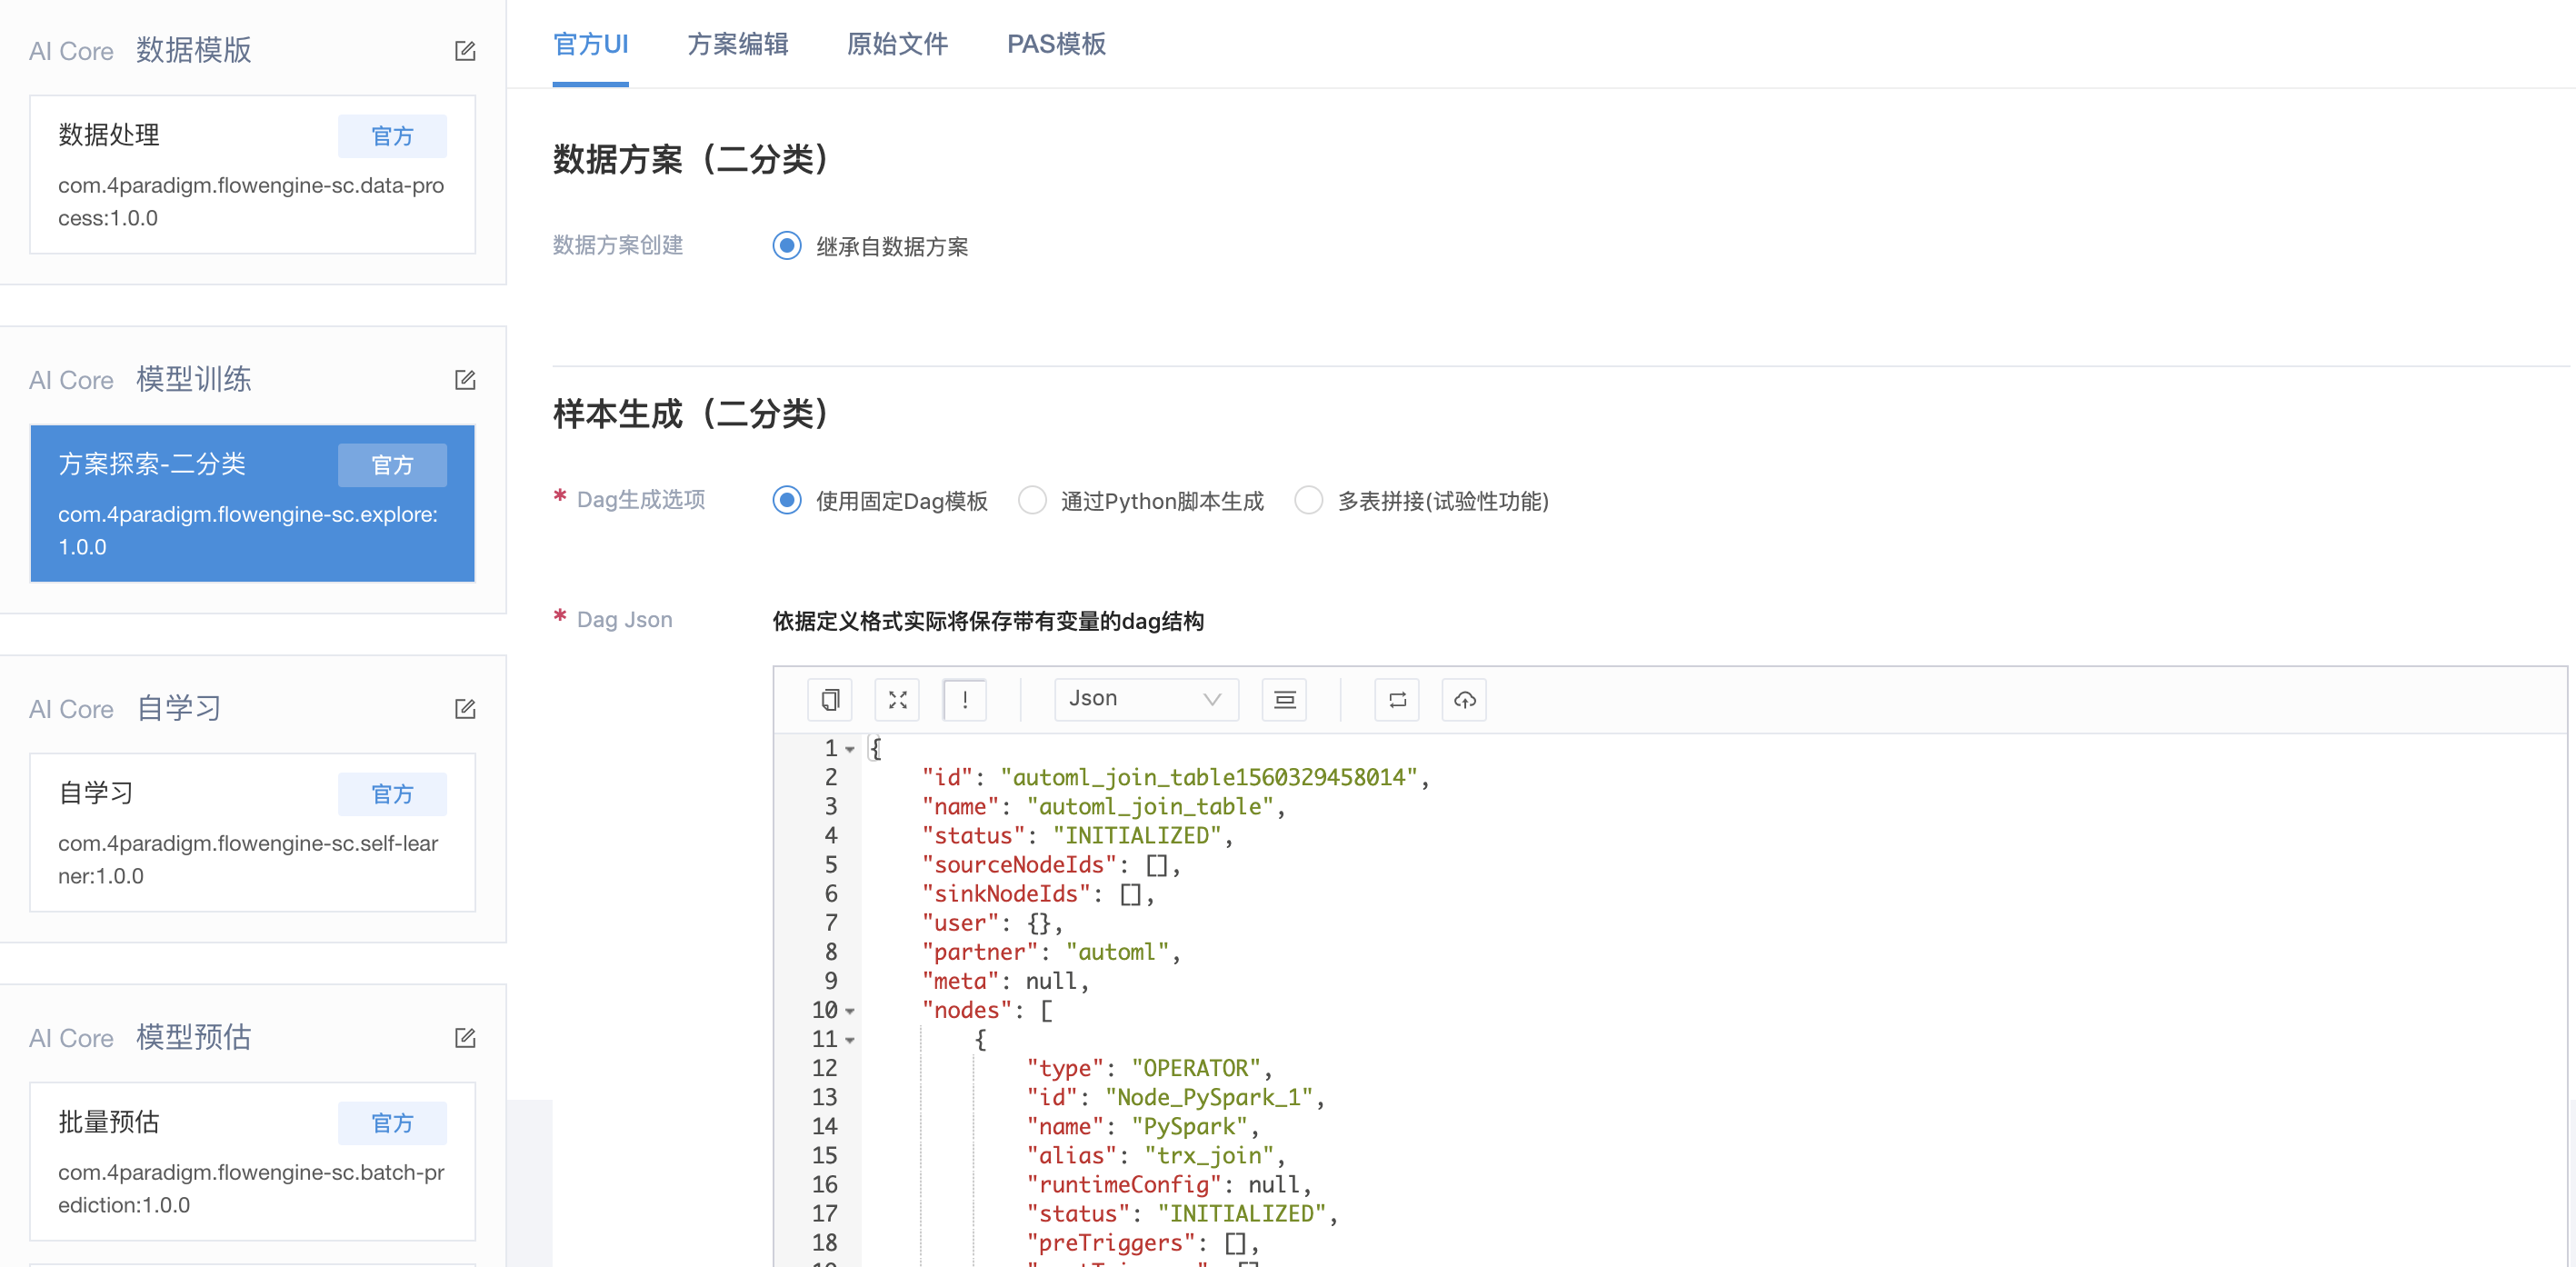 AI Core 数据模版
数据处理 官方
com.4paradigm.flowengine-sc.data-pro
cess:1.0.0
AI Core 模型训练
方案探索-二分类 官方
com.4paradigm.flowengine-sc.explore:
1.0.0
AI Core 自学习
自学习 官方
com.4paradigm.flowengine-sc.self-lear
ner:1.0.0
AI Core 模型预估
批量预估 官方
com.4paradigm.flowengine-sc.batch-pr
ediction:1.0.0
官方UI 方案编辑 原始文件 PAS模板
数据方案（二分类）
数据方案创建 继承自数据方案
样本生成（二分类）
* Dag生成选项 使用固定Dag模板 通过Python脚本生成 多表拼接(试验性功能)
* Dag Json 依据定义格式实际将保存带有变量的dag结构
! Json
1 {
2 "id": "automl_join_table1560329458014",
3 "name": "automl_join_table",
4 "status": "INITIALIZED",
5 "sourceNodeIds": [],
6 "sinkNodeIds": [],
7 "user": {},
8 "partner": "automl",
9 "meta": null,
10 "nodes": [
11 {
12 "type": "OPERATOR",
13 "id": "Node_PySpark_1",
14 "name": "PySpark",
15 "alias": "trx_join",
16 "runtimeConfig": null,
17 "status": "INITIALIZED",
18 "preTriggers": [],